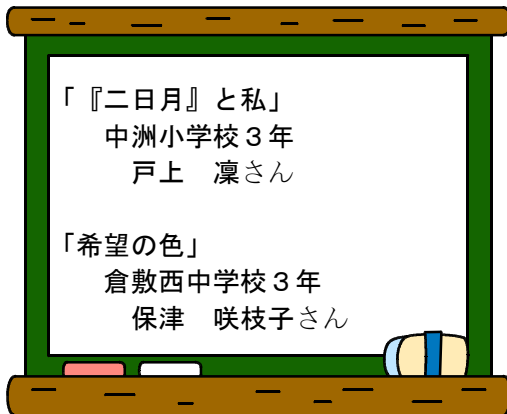 「『二日月』と私」
中洲小学校３年
戸上　凜さん
「希望の色」
倉敷西中学校３年
保津　咲枝子さん